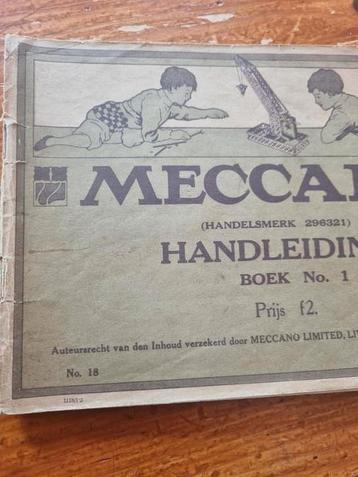 MECCA
(HANDELSMERK 296321)
HANDLEIDIN
BOEK No. 1
Prijs f2.
Auteursrecht van den Inhoud verzekerd door MECCANO LIMITED, LI
No. 18